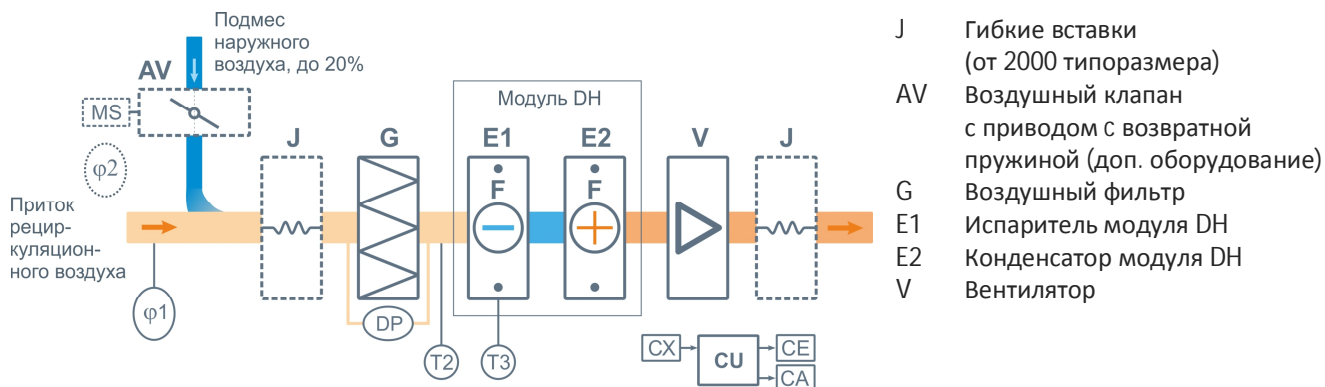 Подмес
наружного
воздуха, до 20%
AV
MS
φ2
Приток
рецир-
куляцион-
ного воздуха
φ1
J
G
DP
T2
Модуль DH
E1
F
T3
E2
F
V
J
CX
CU
CE
CA
J Гибкие вставки
(от 2000 типоразмера)
AV Воздушный клапан
с приводом с возвратной
пружиной (доп. оборудование)
G Воздушный фильтр
E1 Испаритель модуля DH
E2 Конденсатор модуля DH
V Вентилятор